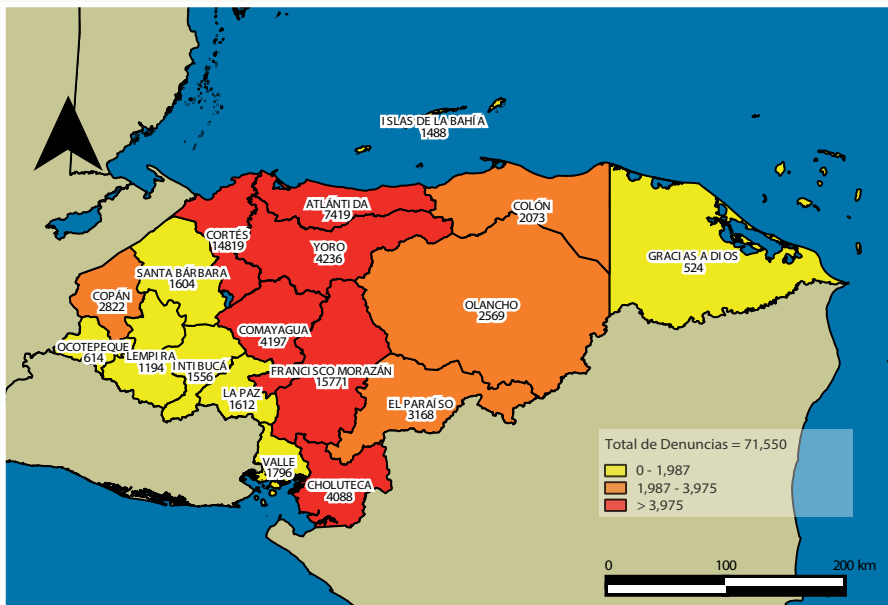 ISLAS DE LA BAHÍA
1488
ATLÁNTIDA
7419
COLÓN
2073
CORTÉS
14819
YORO
4236
GRACIAS A DIOS
524
SANTA BÁRBARA
1604
COPÁN
2822
OLANCHO
2569
COMAYAGUA
4197
OCOTEPEQUE
614
LEMPIRA
1194
INTIBUCÁ
1556
FRANCISCO MORAZÁN
15771
LA PAZ
1612
EL PARAÍSO
3168
VALLE
1796
CHOLUTECA
4088
Total de Denuncias = 71,550
0 - 1,987
1,987 - 3,975
> 3,975
0 100 200 km